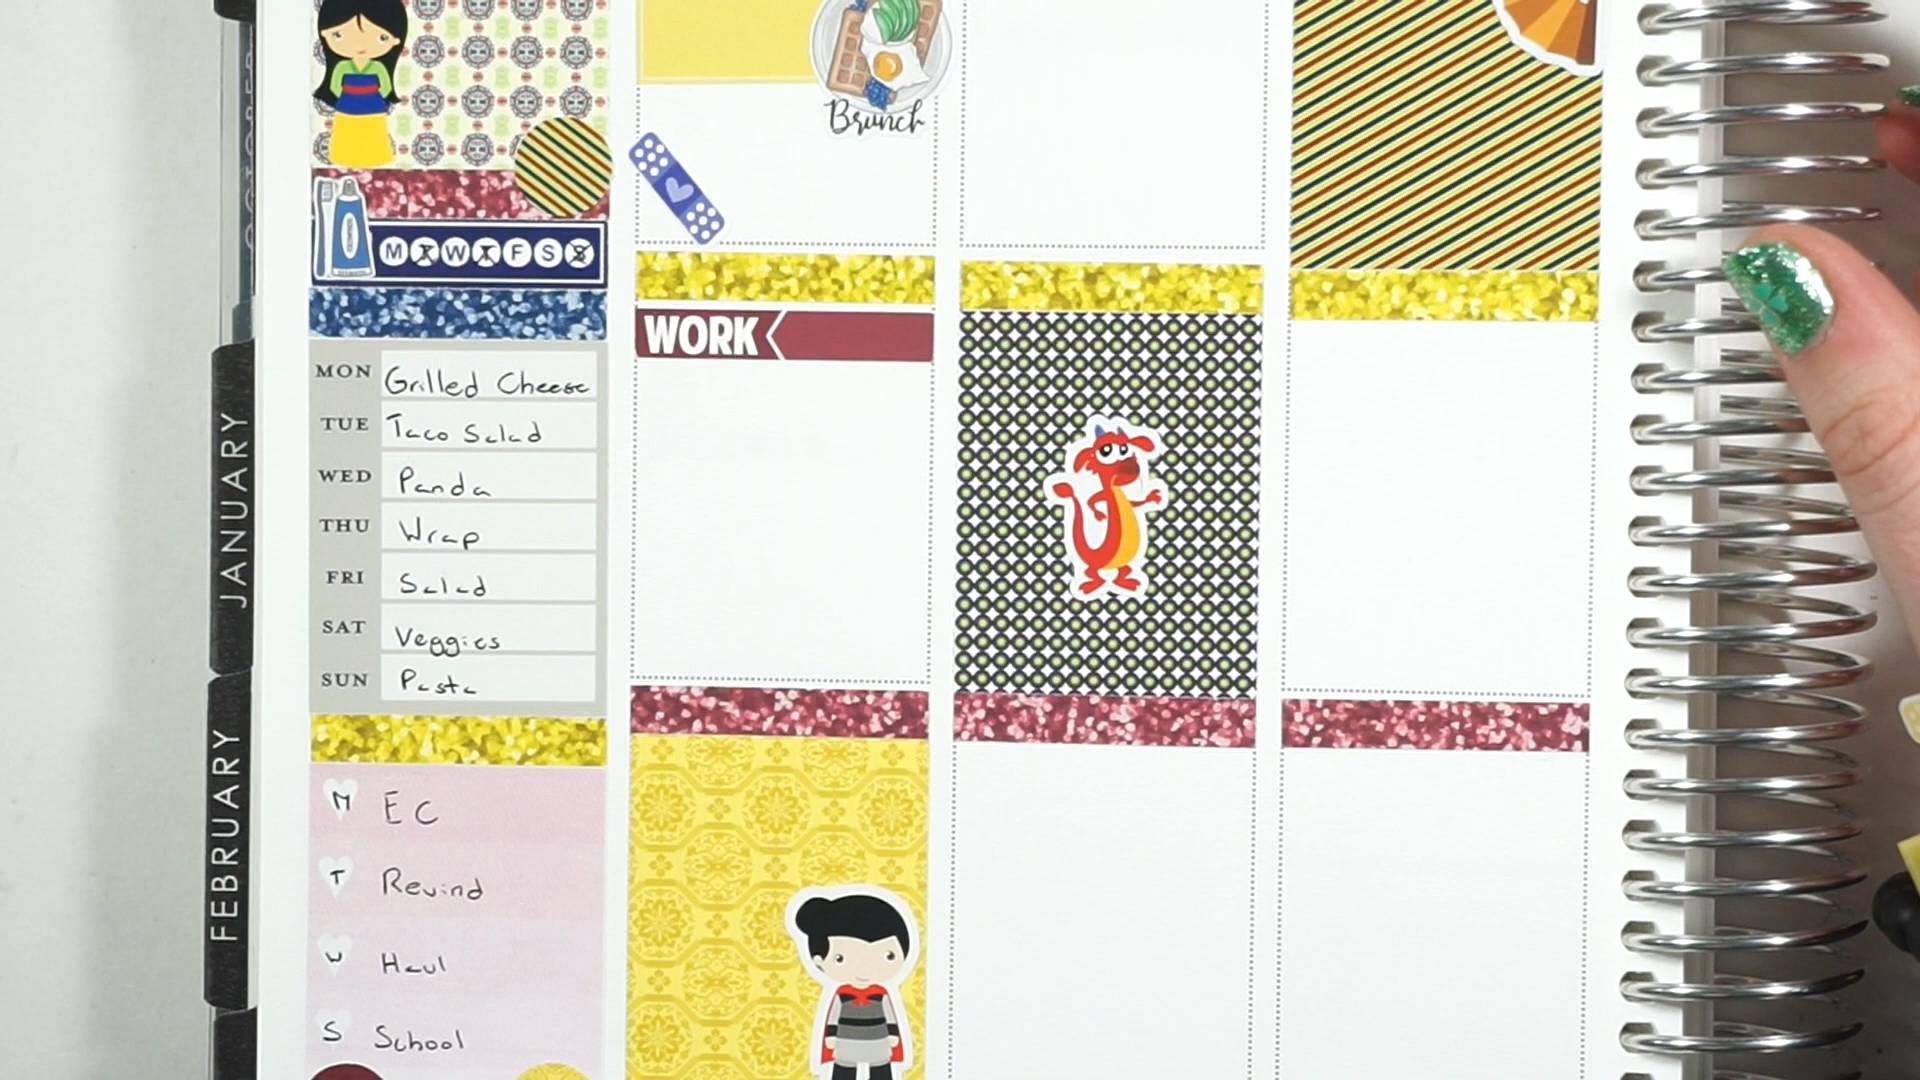 OCTOBER
JANUARY
FEBRUARY
Brunch
M T W T F S S
WORK
MON Grilled Cheese
TUE Taco Salad
WED Panda
THU Wrap
FRI Salad
SAT Veggies
SUN Pasta
M EC
T Rewind
W Haul
S School